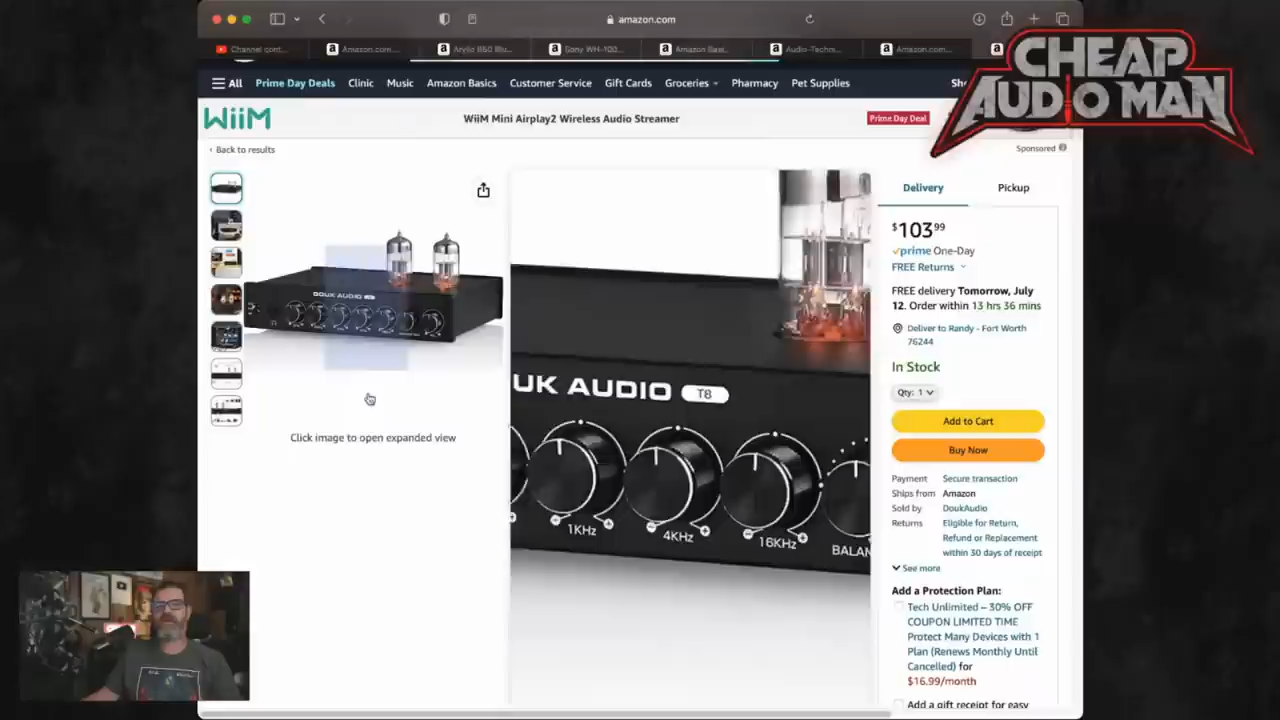 amazon.com
Channel cont...
Amazon.com...
Arylic B50 Blu...
Sony WH-100...
Amazon Basi...
Audio-Techn...
Amazon.com...
CHEAP
AUDIO MAN
All
Prime Day Deals
Clinic
Music
Amazon Basics
Customer Service
Gift Cards
Groceries
Pharmacy
Pet Supplies
WiiM
WiiM Mini Airplay2 Wireless Audio Streamer
Prime Day Deal
‹ Back to results
Sponsored
Delivery
Pickup
$103.99
prime One-Day
FREE Returns
FREE delivery Tomorrow, July
12. Order within 13 hrs 36 mins
Deliver to Randy - Fort Worth
76244
In Stock
Qty: 1
Add to Cart
Buy Now
Payment Secure transaction
Ships from Amazon
Sold by DoukAudio
Returns Eligible for Return,
Refund or Replacement
within 30 days of receipt
See more
Add a Protection Plan:
Tech Unlimited – 30% OFF
COUPON LIMITED TIME
Protect Many Devices with 1
Plan (Renews Monthly Until
Cancelled) for
$16.99/month
Add a gift receipt for easy
DOUK AUDIO
Click image to open expanded view
UK AUDIO T8
1KHz
4KHz
16KHz
BALAN